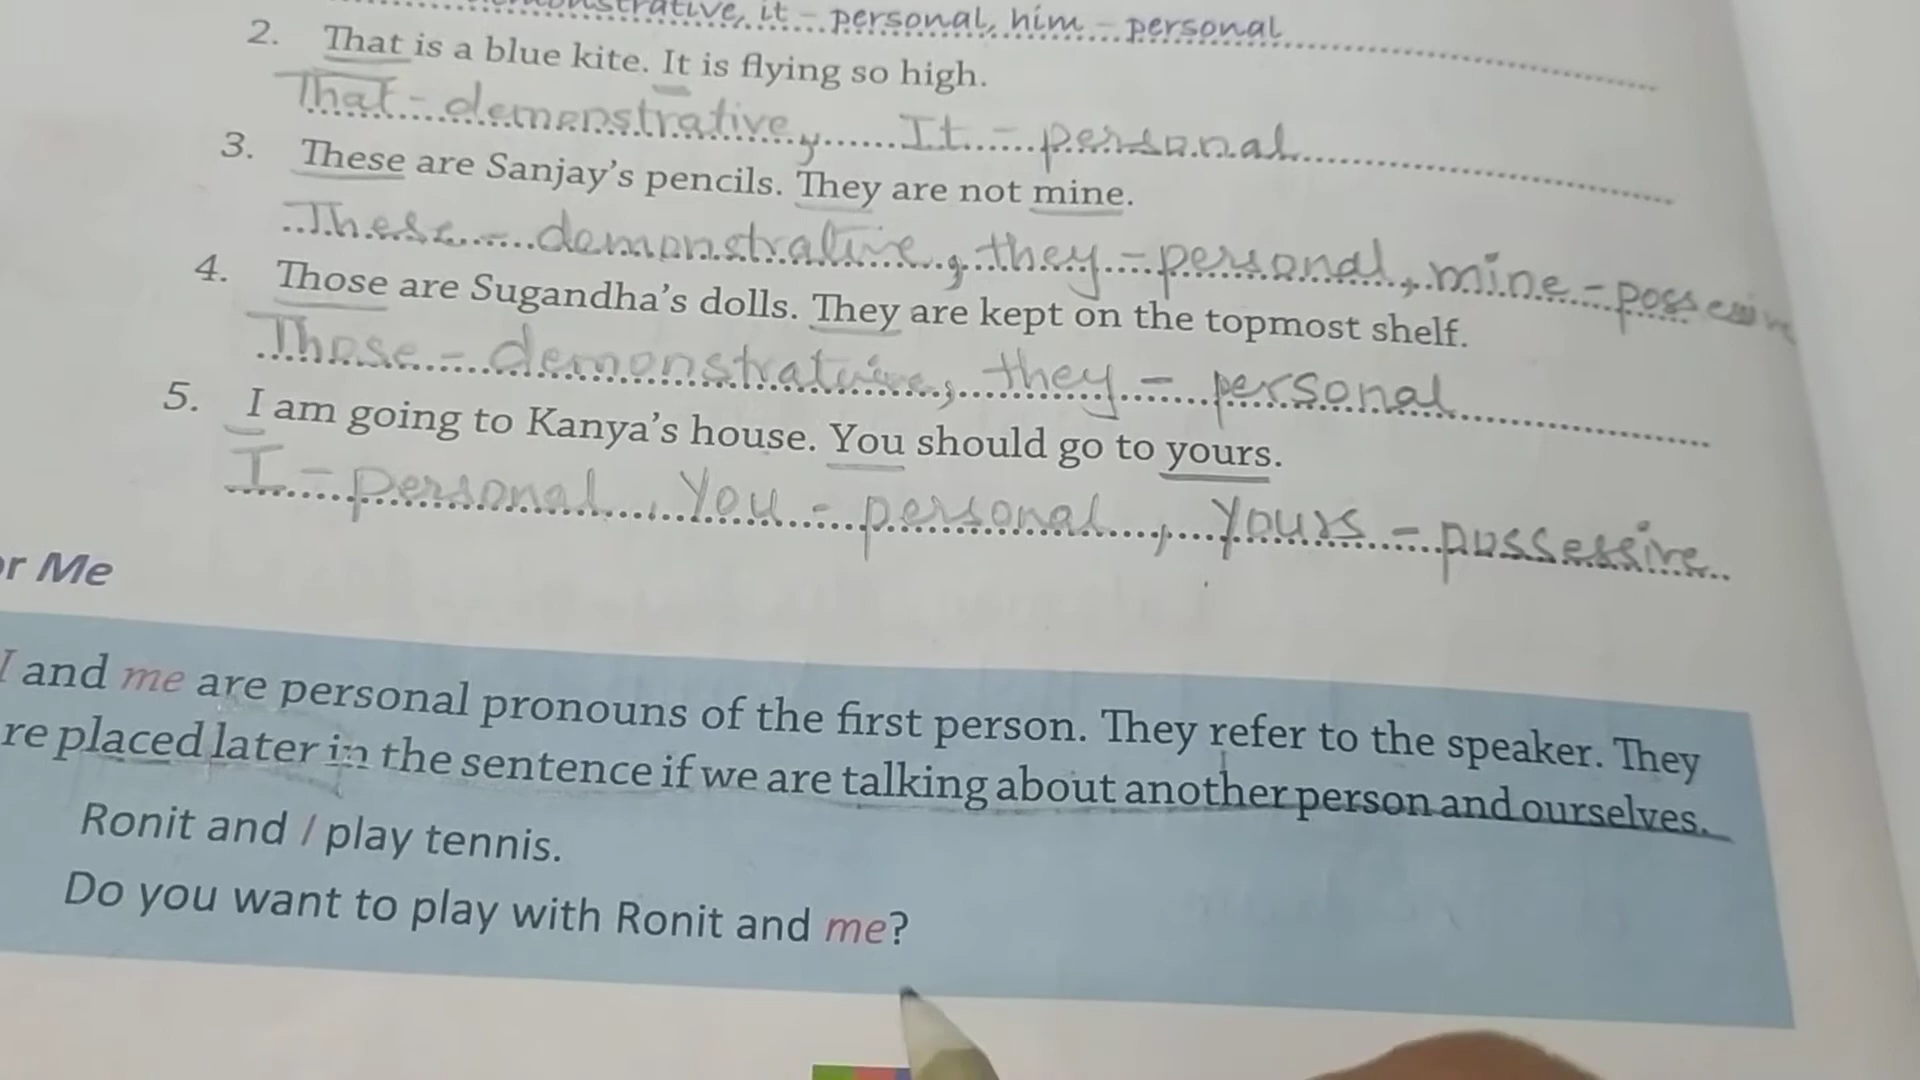 it – personal, him – personal
2. That is a blue kite. It is flying so high.
That - demonstrative, It - personal
3. These are Sanjay's pencils. They are not mine.
These - demonstrative, they - personal, mine - possessive
4. Those are Sugandha's dolls. They are kept on the topmost shelf.
Those - demonstrative, they - personal
5. I am going to Kanya's house. You should go to yours.
I - personal, You - personal, Yours - possessive
r Me
I and me are personal pronouns of the first person. They refer to the speaker. They
re placed later in the sentence if we are talking about another person and ourselves.
Ronit and I play tennis.
Do you want to play with Ronit and me?